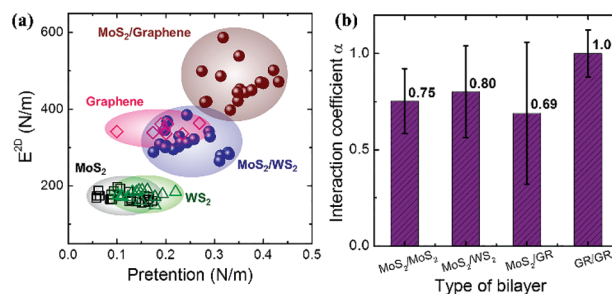 (a)
600
400
200
0
0.0
0.1
0.2
0.3
0.4
0.5
E²ᴰ (N/m)
Pretention (N/m)
MoS₂/Graphene
Graphene
MoS₂/WS₂
MoS₂
WS₂
(b)
1.0
0.5
0.0
Interaction coefficient α
0.75
0.80
0.69
1.0
MoS₂/MoS₂
MoS₂/WS₂
MoS₂/GR
GR/GR
Type of bilayer